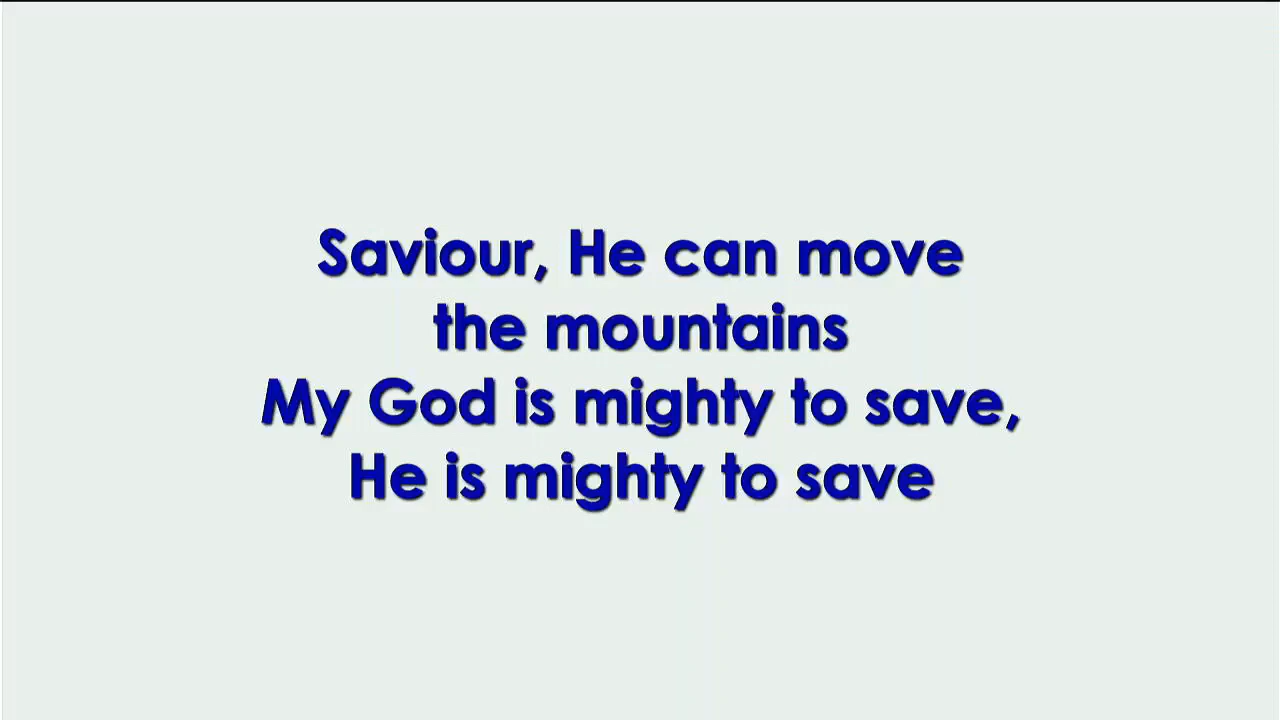 Saviour, He can move
the mountains
My God is mighty to save,
He is mighty to save